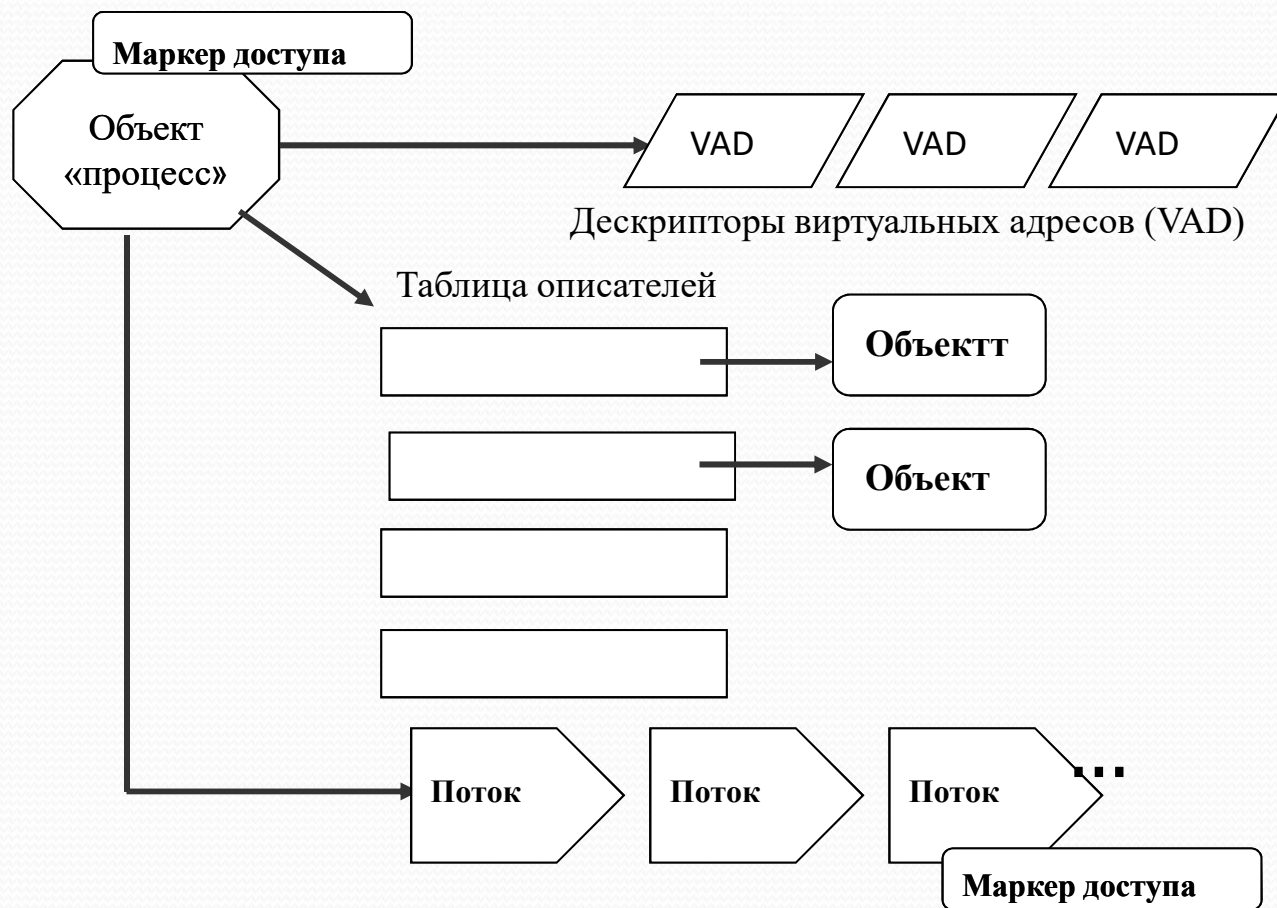 Маркер доступа
Объект
«процесс»
VAD
VAD
VAD
Дескрипторы виртуальных адресов (VAD)
Таблица описателей
Объектт
Объект
Поток
Поток
Поток
...
Маркер доступа